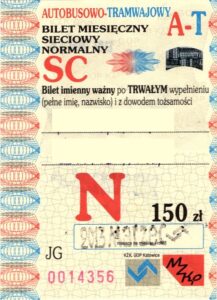 AUTOBUSOWO-TRAMWAJOWY
BILET MIESIĘCZNY
SIECIOWY
NORMALNY
A-T
SC
Bilet imienny ważny po TRWAŁYM wypełnieniu
(pełne imię, nazwisko) i z dowodem tożsamości
N
150 zł
JG
0014356
KZK GOP Katowice
MZKP